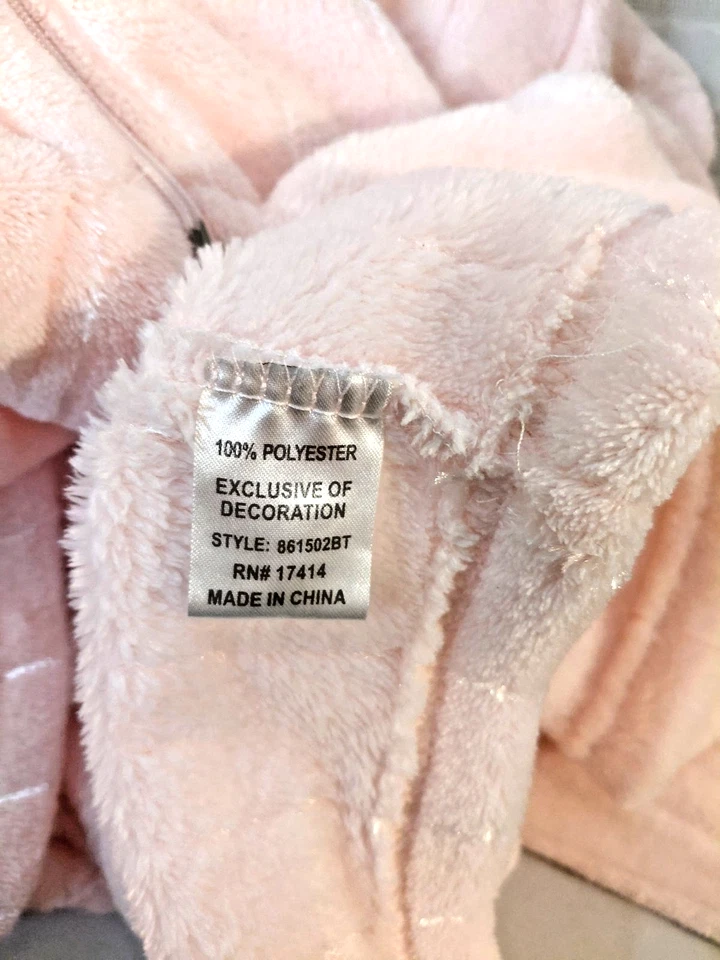 100% POLYESTER
EXCLUSIVE OF
DECORATION
STYLE: 861502BT
RN# 17414
MADE IN CHINA